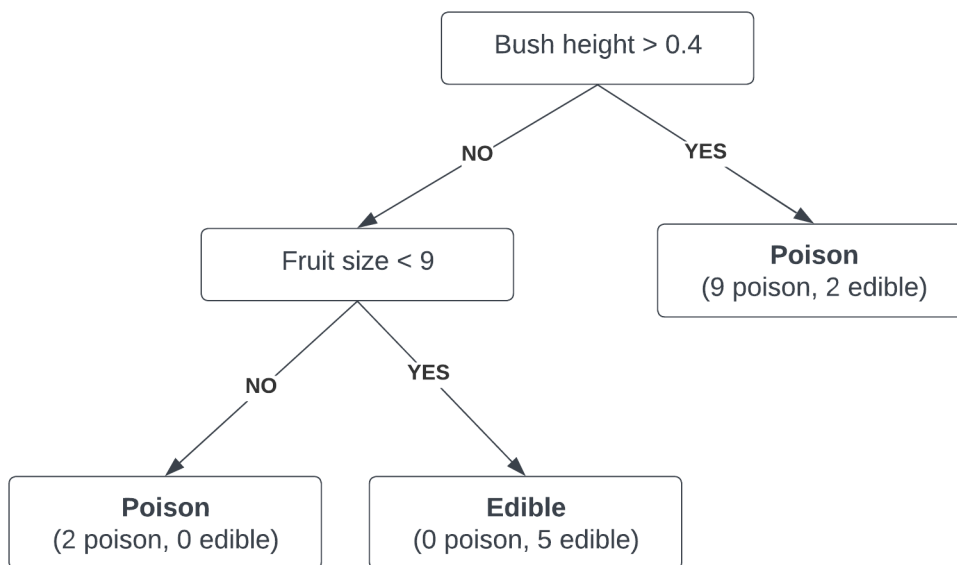 Bush height > 0.4
NO
YES
Fruit size < 9
Poison
(9 poison, 2 edible)
NO
YES
Poison
(2 poison, 0 edible)
Edible
(0 poison, 5 edible)